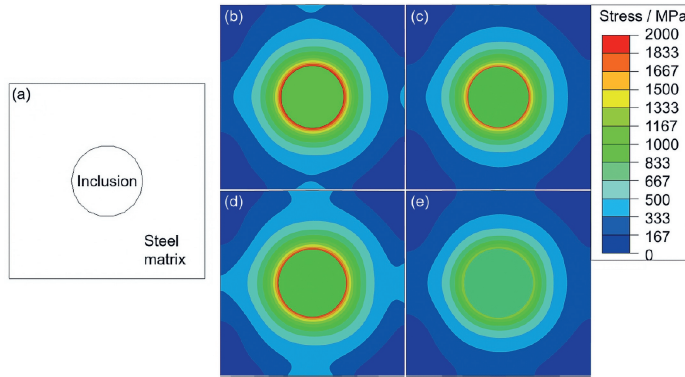 (a)
Inclusion
Steel
matrix
(b)
(c)
(d)
(e)
Stress / MPa
2000
1833
1667
1500
1333
1167
1000
833
667
500
333
167
0